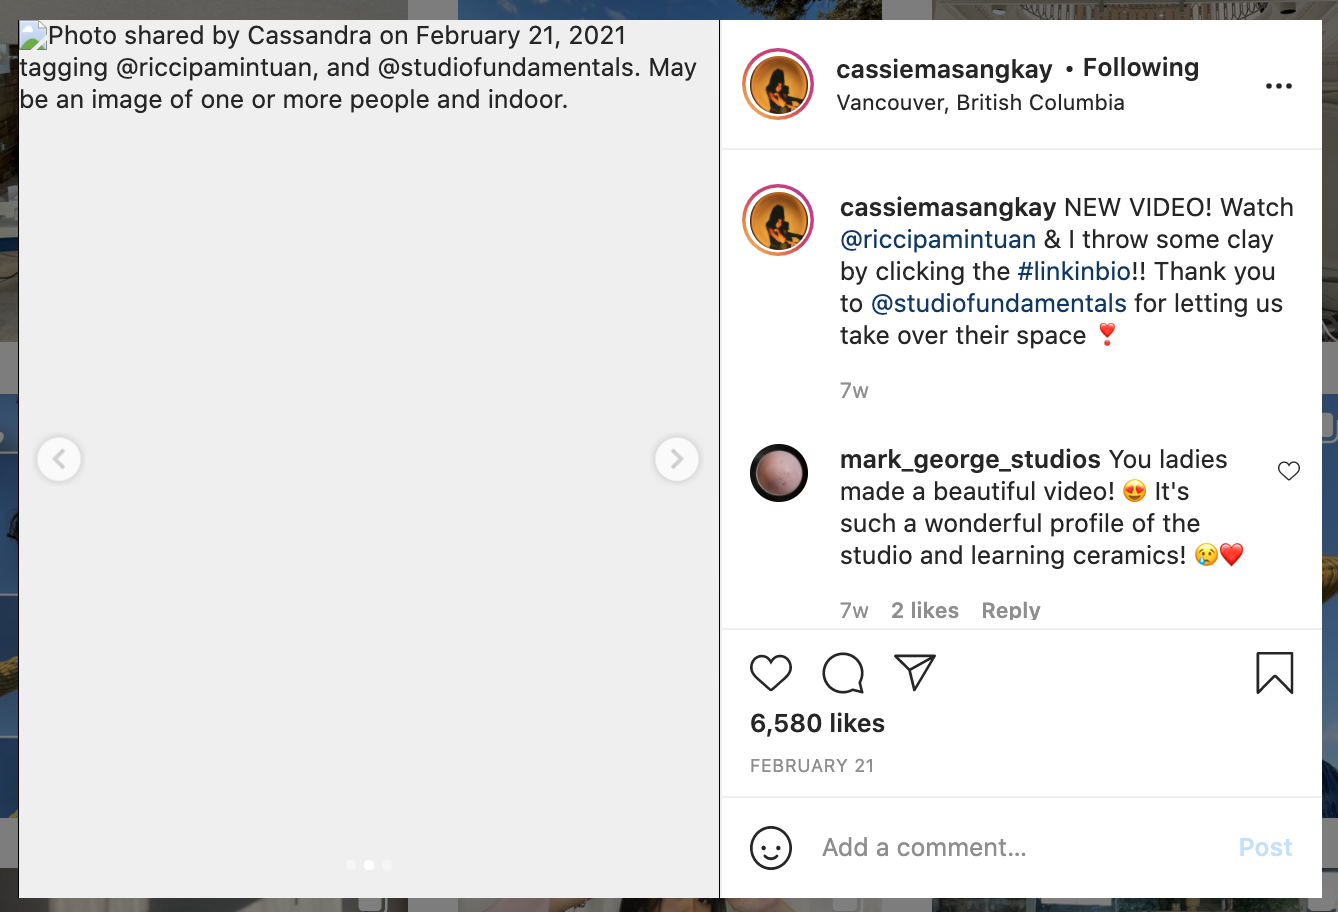 Photo shared by Cassandra on February 21, 2021
tagging @riccipamintuan, and @studiofundamentals. May
be an image of one or more people and indoor.
cassiemasangkay • Following
Vancouver, British Columbia
cassiemasangkay NEW VIDEO! Watch
@riccipamintuan & I throw some clay
by clicking the #linkinbio!! Thank you
to @studiofundamentals for letting us
take over their space ❣️
7w
mark_george_studios You ladies
made a beautiful video! 😍 It's
such a wonderful profile of the
studio and learning ceramics! 😢❤️
7w 2 likes Reply
6,580 likes
FEBRUARY 21
Add a comment...
Post